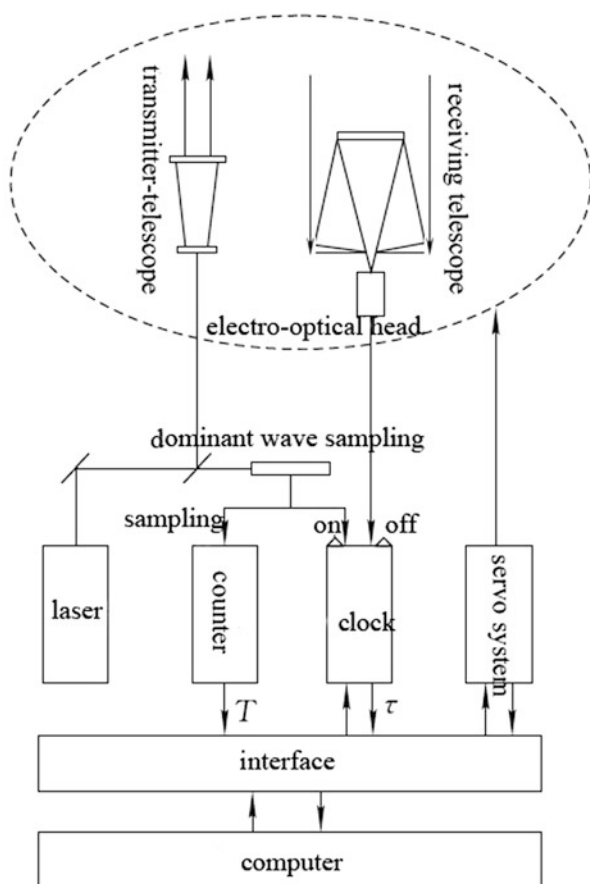 transmitter-telescope
receiving telescope
electro-optical head
dominant wave sampling
sampling
on
off
laser
counter
clock
servo system
T
τ
interface
computer